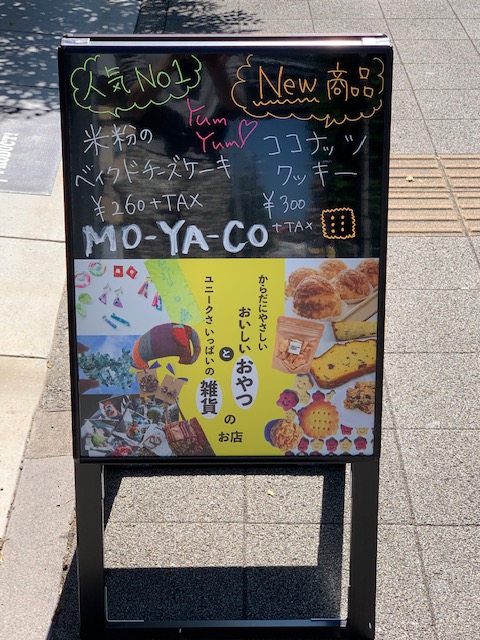 人気No1
New商品
Yum
Yum
米粉の
ベイクドチーズケーキ
¥260+TAX
ココナッツ
クッキー
¥300
+TAX
MO-YA-CO
からだにやさしい
おいしいおやつ
と
ユニークさいっぱいの雑貨
の
お店